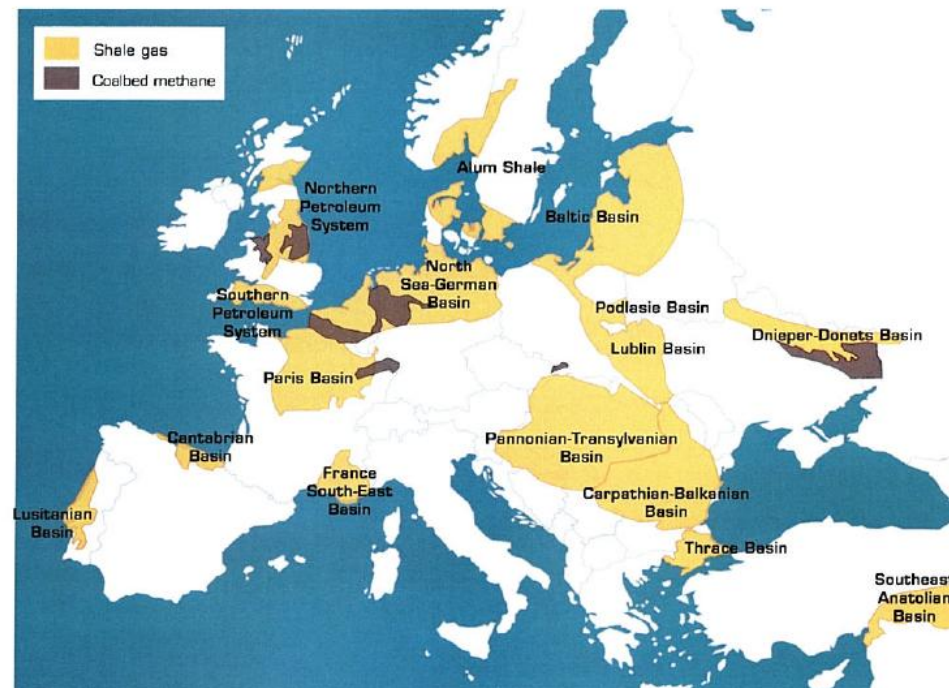 Shale gas
Coalbed methane
Alum Shale
Northern
Petroleum
System
Baltic Basin
North
Sea-German
Basin
Southern
Petroleum
System
Podlasie Basin
Dnieper-Donets Basin
Lublin Basin
Paris Basin
Cantabrian
Basin
Pannonian-Transylvanian
Basin
France
South-East
Basin
Carpathian-Balkanian
Basin
Lusitanian
Basin
Thrace Basin
Southeast
Anatolian
Basin